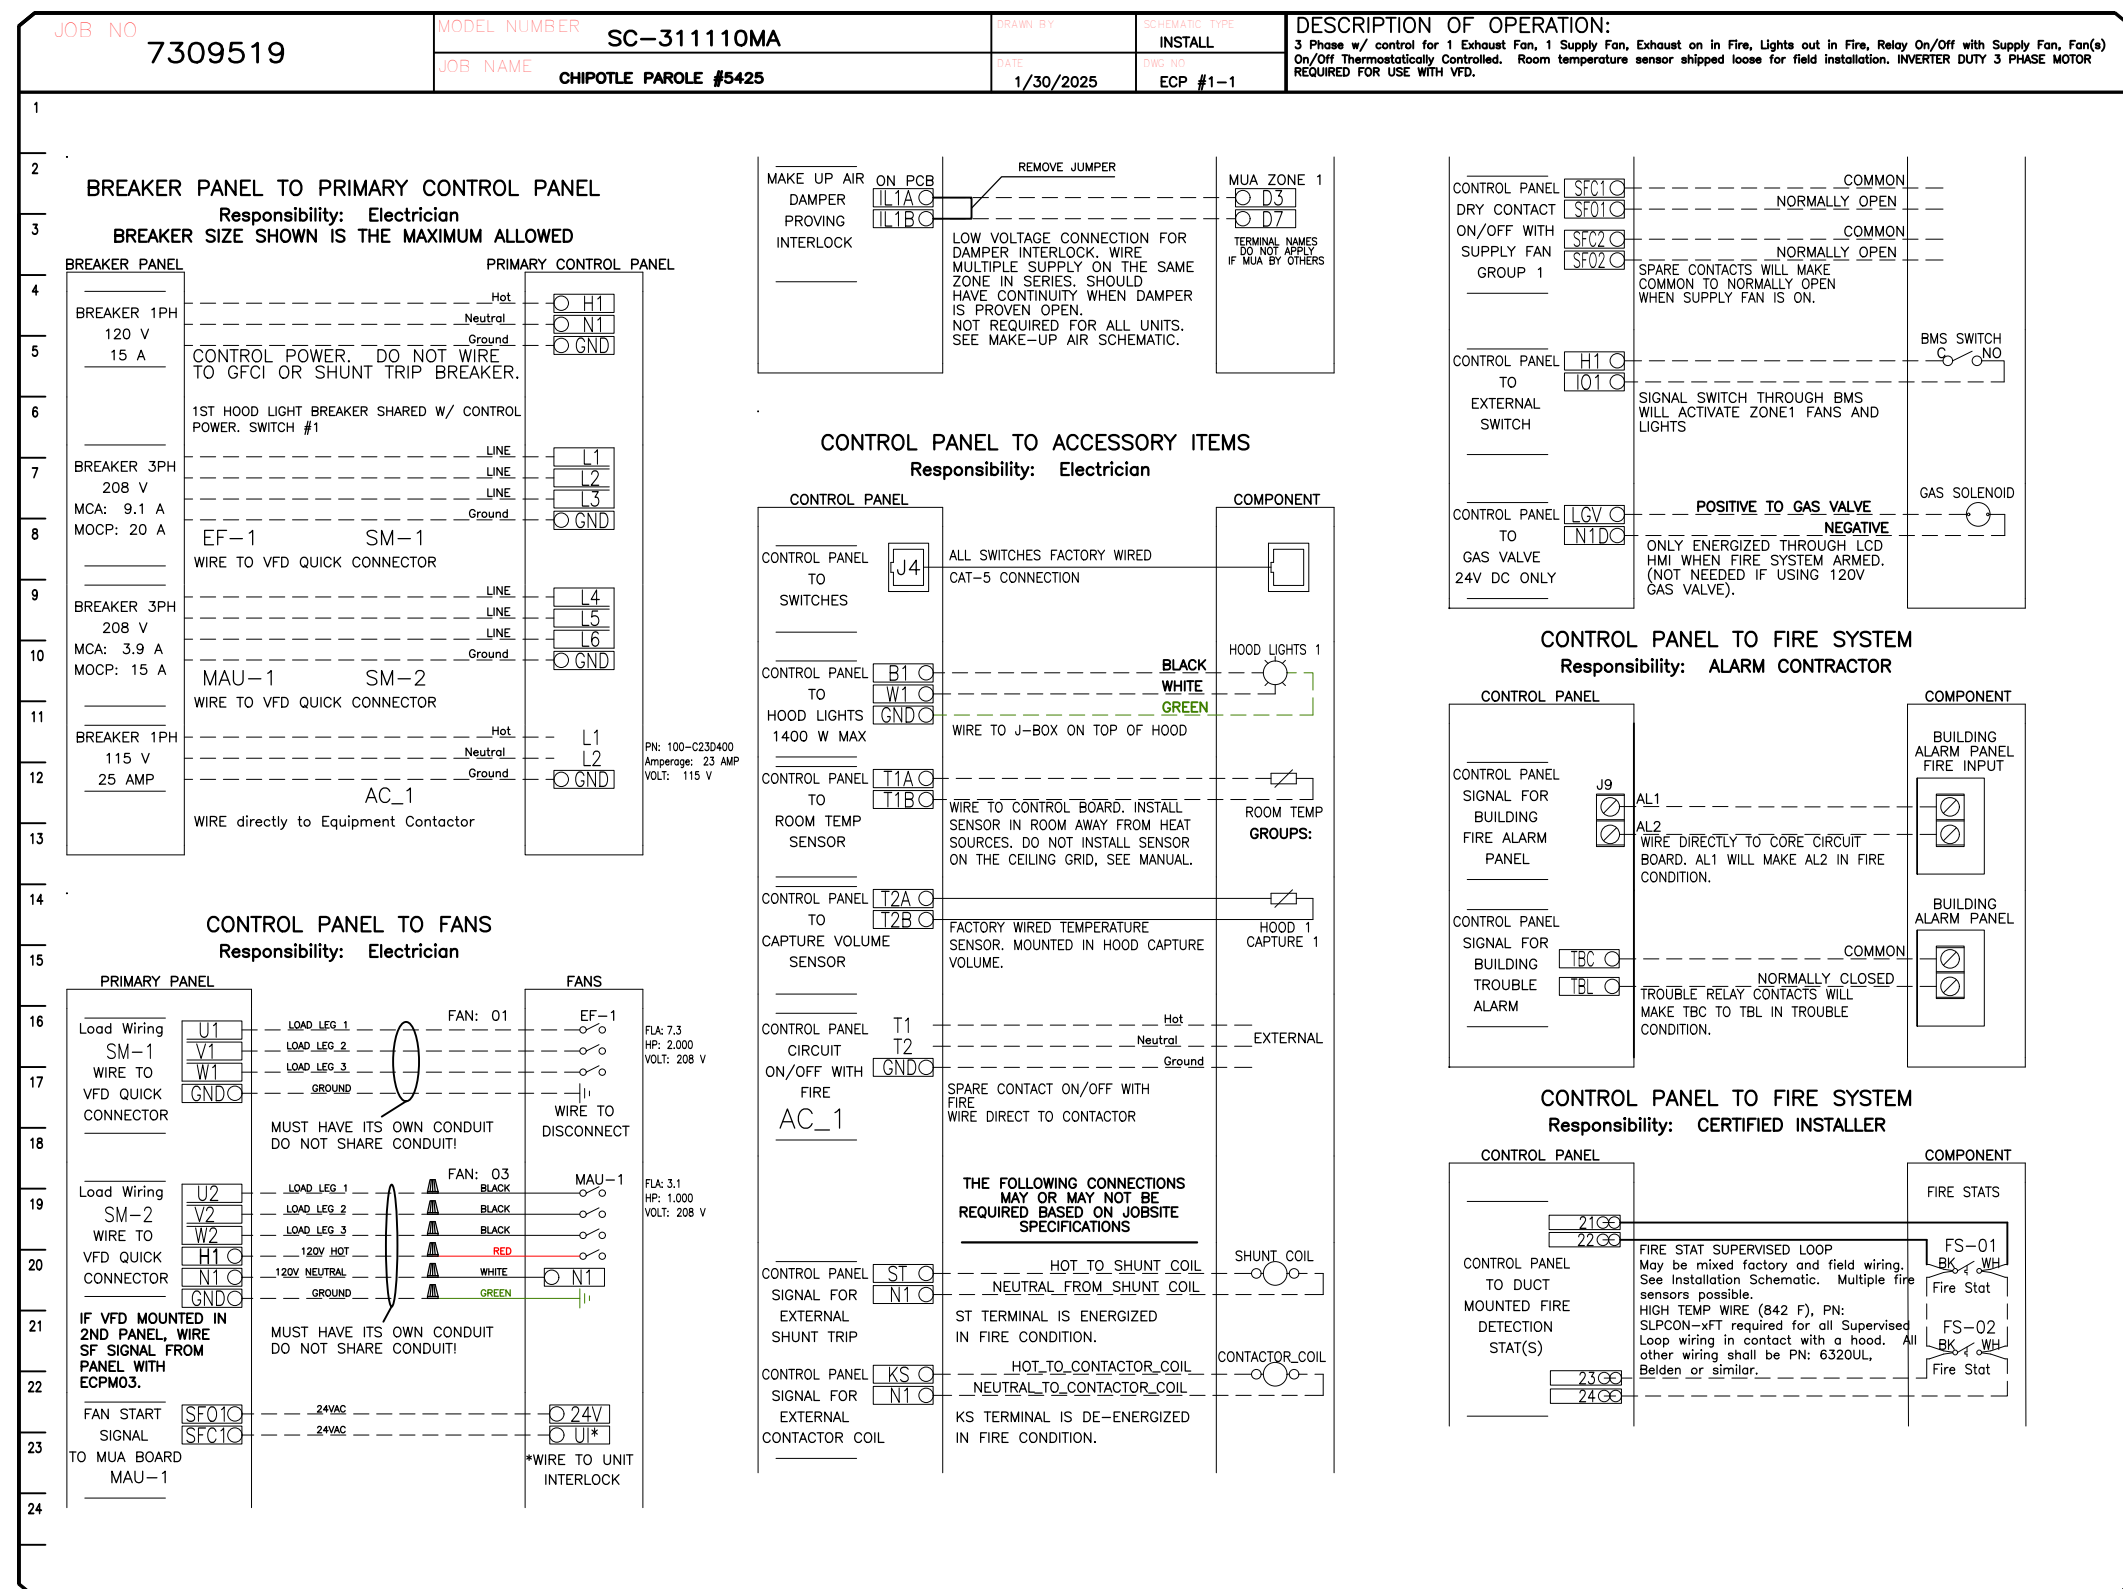 JOB NO
7309519
MODEL NUMBER
SC-311110MA
JOB NAME
CHIPOTLE PAROLE #5425
DRAWN BY
DATE
1/30/2025
SCHEMATIC TYPE
INSTALL
DWG NO
ECP #1-1
DESCRIPTION OF OPERATION:
3 Phase w/ control for 1 Exhaust Fan, 1 Supply Fan, Exhaust on in Fire, Lights out in Fire, Relay On/Off with Supply Fan, Fan(s)
On/Off Thermostatically Controlled. Room temperature sensor shipped loose for field installation. INVERTER DUTY 3 PHASE MOTOR
REQUIRED FOR USE WITH VFD.
1
2
3
4
5
6
7
8
9
10
11
12
13
14
15
16
17
18
19
20
21
22
23
24
BREAKER PANEL TO PRIMARY CONTROL PANEL
Responsibility: Electrician
BREAKER SIZE SHOWN IS THE MAXIMUM ALLOWED
BREAKER PANEL
PRIMARY CONTROL PANEL
BREAKER 1PH
120 V
15 A
Hot
H1
Neutral
N1
Ground
GND
CONTROL POWER. DO NOT WIRE
TO GFCI OR SHUNT TRIP BREAKER.
1ST HOOD LIGHT BREAKER SHARED W/ CONTROL
POWER. SWITCH #1
BREAKER 3PH
208 V
MCA: 9.1 A
MOCP: 20 A
LINE
L1
LINE
L2
LINE
L3
Ground
GND
EF-1 SM-1
WIRE TO VFD QUICK CONNECTOR
BREAKER 3PH
208 V
MCA: 3.9 A
MOCP: 15 A
LINE
L4
LINE
L5
LINE
L6
Ground
GND
MAU-1 SM-2
WIRE TO VFD QUICK CONNECTOR
BREAKER 1PH
115 V
25 AMP
Hot
L1
Neutral
L2
Ground
GND
PN: 100-C23D400
Amperage: 23 AMP
VOLT: 115 V
AC_1
WIRE directly to Equipment Contactor
CONTROL PANEL TO FANS
Responsibility: Electrician
PRIMARY PANEL
FANS
Load Wiring
SM-1
WIRE TO
VFD QUICK
CONNECTOR
U1
V1
W1
GND
LOAD LEG 1
LOAD LEG 2
LOAD LEG 3
GROUND
FAN: 01
EF-1
FLA: 7.3
HP: 2.000
VOLT: 208 V
WIRE TO
DISCONNECT
MUST HAVE ITS OWN CONDUIT
DO NOT SHARE CONDUIT!
Load Wiring
SM-2
WIRE TO
VFD QUICK
CONNECTOR
U2
V2
W2
H1
N1
GND
LOAD LEG 1
LOAD LEG 2
LOAD LEG 3
120V HOT
120V NEUTRAL
GROUND
FAN: 03
BLACK
BLACK
BLACK
RED
WHITE
GREEN
MAU-1
N1
FLA: 3.1
HP: 1.000
VOLT: 208 V
IF VFD MOUNTED IN
2ND PANEL, WIRE
SF SIGNAL FROM
PANEL WITH
ECPM03.
MUST HAVE ITS OWN CONDUIT
DO NOT SHARE CONDUIT!
FAN START
SIGNAL
TO MUA BOARD
MAU-1
SF01
SFC1
24VAC
24VAC
24V
UI*
*WIRE TO UNIT
INTERLOCK
MAKE UP AIR
DAMPER
PROVING
INTERLOCK
ON PCB
IL1A
IL1B
REMOVE JUMPER
MUA ZONE 1
D3
D7
TERMINAL NAMES
DO NOT APPLY
IF MUA BY OTHERS
LOW VOLTAGE CONNECTION FOR
DAMPER INTERLOCK. WIRE
MULTIPLE SUPPLY ON THE SAME
ZONE IN SERIES. SHOULD
HAVE CONTINUITY WHEN DAMPER
IS PROVEN OPEN.
NOT REQUIRED FOR ALL UNITS.
SEE MAKE-UP AIR SCHEMATIC.
CONTROL PANEL TO ACCESSORY ITEMS
Responsibility: Electrician
CONTROL PANEL
COMPONENT
CONTROL PANEL
TO
SWITCHES
J4
ALL SWITCHES FACTORY WIRED
CAT-5 CONNECTION
CONTROL PANEL
TO
HOOD LIGHTS
1400 W MAX
B1
W1
GND
BLACK
WHITE
GREEN
HOOD LIGHTS 1
WIRE TO J-BOX ON TOP OF HOOD
CONTROL PANEL
TO
ROOM TEMP
SENSOR
T1A
T1B
WIRE TO CONTROL BOARD. INSTALL
SENSOR IN ROOM AWAY FROM HEAT
SOURCES. DO NOT INSTALL SENSOR
ON THE CEILING GRID, SEE MANUAL.
ROOM TEMP
GROUPS:
CONTROL PANEL
TO
CAPTURE VOLUME
SENSOR
T2A
T2B
FACTORY WIRED TEMPERATURE
SENSOR. MOUNTED IN HOOD CAPTURE
VOLUME.
HOOD 1
CAPTURE 1
CONTROL PANEL
CIRCUIT
ON/OFF WITH
FIRE
AC_1
T1
T2
GND
Hot
Neutral
Ground
EXTERNAL
SPARE CONTACT ON/OFF WITH
FIRE
WIRE DIRECT TO CONTACTOR
THE FOLLOWING CONNECTIONS
MAY OR MAY NOT BE
REQUIRED BASED ON JOBSITE
SPECIFICATIONS
CONTROL PANEL
SIGNAL FOR
EXTERNAL
SHUNT TRIP
ST
N1
HOT TO SHUNT COIL
NEUTRAL FROM SHUNT COIL
SHUNT COIL
ST TERMINAL IS ENERGIZED
IN FIRE CONDITION.
CONTROL PANEL
SIGNAL FOR
EXTERNAL
CONTACTOR COIL
KS
N1
HOT_TO_CONTACTOR_COIL
NEUTRAL_TO_CONTACTOR_COIL
CONTACTOR_COIL
KS TERMINAL IS DE-ENERGIZED
IN FIRE CONDITION.
CONTROL PANEL
DRY CONTACT
ON/OFF WITH
SUPPLY FAN
GROUP 1
SFC1
SF01
SFC2
SF02
COMMON
NORMALLY OPEN
COMMON
NORMALLY OPEN
SPARE CONTACTS WILL MAKE
COMMON TO NORMALLY OPEN
WHEN SUPPLY FAN IS ON.
CONTROL PANEL
TO
EXTERNAL
SWITCH
H1
IO1
BMS SWITCH
C NO
SIGNAL SWITCH THROUGH BMS
WILL ACTIVATE ZONE1 FANS AND
LIGHTS
CONTROL PANEL
TO
GAS VALVE
24V DC ONLY
LGV
N1D
POSITIVE TO GAS VALVE
NEGATIVE
GAS SOLENOID
ONLY ENERGIZED THROUGH LCD
HMI WHEN FIRE SYSTEM ARMED.
(NOT NEEDED IF USING 120V
GAS VALVE).
CONTROL PANEL TO FIRE SYSTEM
Responsibility: ALARM CONTRACTOR
CONTROL PANEL
COMPONENT
CONTROL PANEL
SIGNAL FOR
BUILDING
FIRE ALARM
PANEL
J9
AL1
AL2
WIRE DIRECTLY TO CORE CIRCUIT
BOARD. AL1 WILL MAKE AL2 IN FIRE
CONDITION.
BUILDING
ALARM PANEL
FIRE INPUT
CONTROL PANEL
SIGNAL FOR
BUILDING
TROUBLE
ALARM
TBC
TBL
COMMON
NORMALLY CLOSED
TROUBLE RELAY CONTACTS WILL
MAKE TBC TO TBL IN TROUBLE
CONDITION.
BUILDING
ALARM PANEL
CONTROL PANEL TO FIRE SYSTEM
Responsibility: CERTIFIED INSTALLER
CONTROL PANEL
COMPONENT
CONTROL PANEL
TO DUCT
MOUNTED FIRE
DETECTION
STAT(S)
21
22
23
24
FIRE STATS
FIRE STAT SUPERVISED LOOP
May be mixed factory and field wiring.
See Installation Schematic. Multiple fire
sensors possible.
HIGH TEMP WIRE (842 F), PN:
SLPCON-xFT required for all Supervised
Loop wiring in contact with a hood. All
other wiring shall be PN: 6320UL,
Belden or similar.
FS-01
BK WH
Fire Stat
FS-02
BK WH
Fire Stat